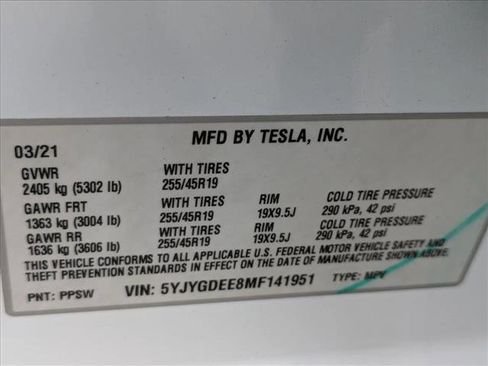 MFD BY TESLA, INC.
03/21
GVWR WITH TIRES
2405 kg (5302 lb) 255/45R19
GAWR FRT WITH TIRES RIM COLD TIRE PRESSURE
1363 kg (3004 lb) 255/45R19 19X9.5J 290 kPa, 42 psi
GAWR RR WITH TIRES RIM COLD TIRE PRESSURE
1636 kg (3606 lb) 255/45R19 19X9.5J 290 kPa, 42 psi
THIS VEHICLE CONFORMS TO ALL APPLICABLE U.S. FEDERAL MOTOR VEHICLE SAFETY AND
THEFT PREVENTION STANDARDS IN EFFECT ON THE DATE OF MANUFACTURE SHOWN ABOVE.
PNT: PPSW VIN: 5YJYGDEE8MF141951 TYPE: MPV